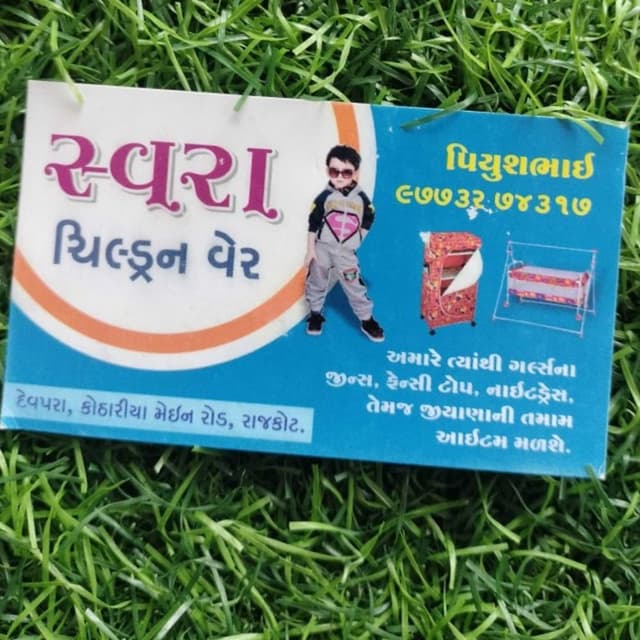 સ્વરા
ચિલ્ડ્રન વેર
પિયુશભાઈ
૯૭૭૩૨ ૭૪૩૧૭
અમારે ત્યાંથી ગર્લ્સના
જીન્સ, ફેન્સી ટોપ, નાઈટડ્રેસ.
તેમજ જીયાણાની તમામ
આઈટમ મળશે.
દેવપરા, કોઠારીયા મેઈન રોડ, રાજકોટ.